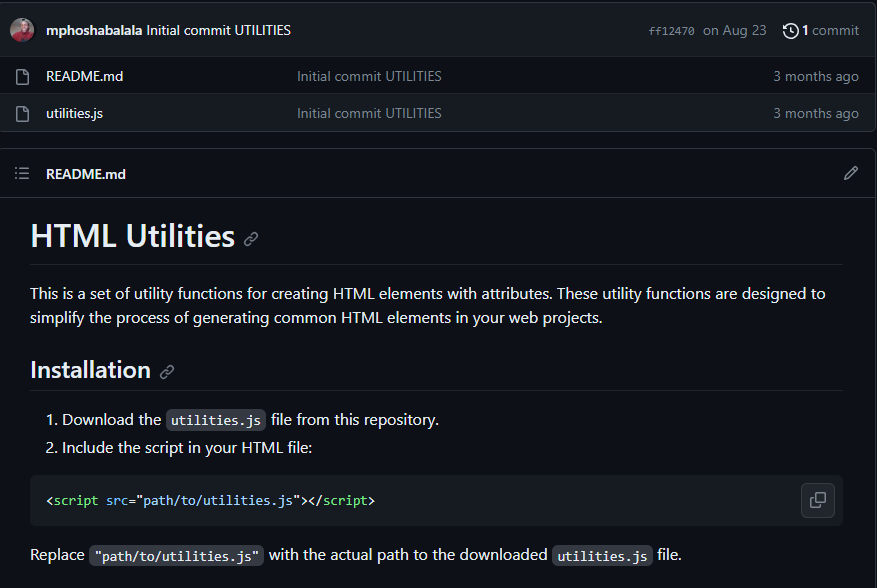 mphoshabalala Initial commit UTILITIES ff12470 on Aug 23 1 commit
README.md Initial commit UTILITIES 3 months ago
utilities.js Initial commit UTILITIES 3 months ago
README.md
HTML Utilities
This is a set of utility functions for creating HTML elements with attributes. These utility functions are designed to
simplify the process of generating common HTML elements in your web projects.
Installation
1. Download the utilities.js file from this repository.
2. Include the script in your HTML file:
<script src="path/to/utilities.js"></script>
Replace "path/to/utilities.js" with the actual path to the downloaded utilities.js file.